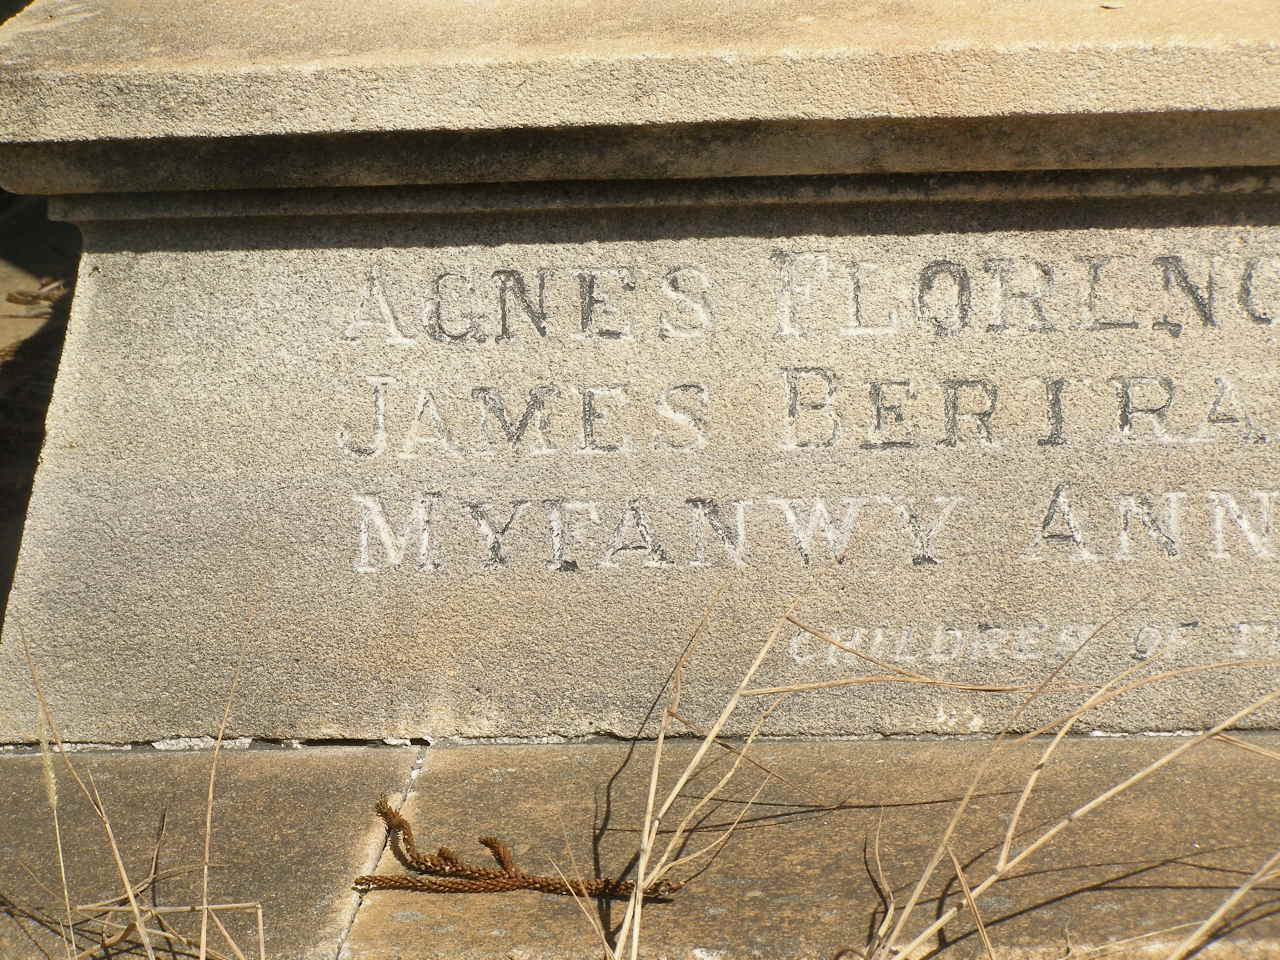 AGNES FLORENC
JAMES BERTRA
MYFANWY ANN
CHILDREN OF T